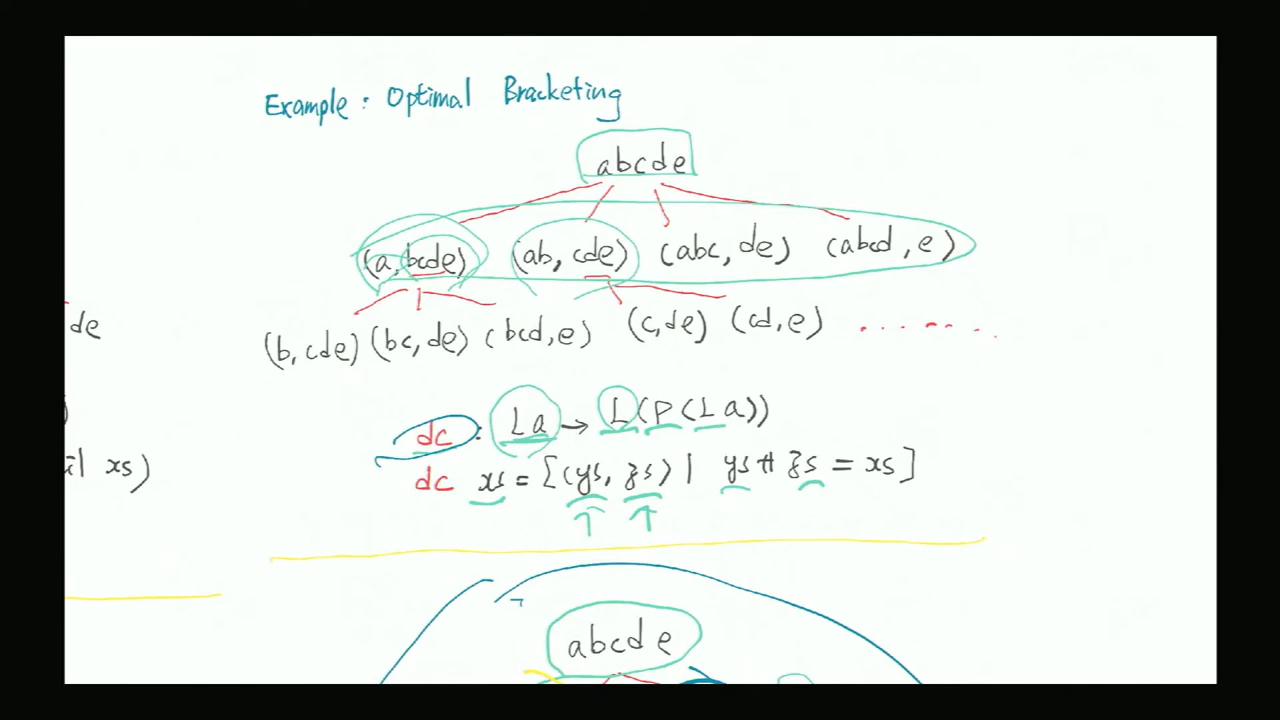 Example : Optimal Bracketing
abcde
(a, bcde) (ab, cde) (abc, de) (abcd, e)
de
(b, cde) (bc, de) (bcd, e) (c, de) (cd, e) .......
dc : L a → L (P (L a))
xs)
dc xs = [(ys, zs) | ys ⧺ zs = xs]
abcde